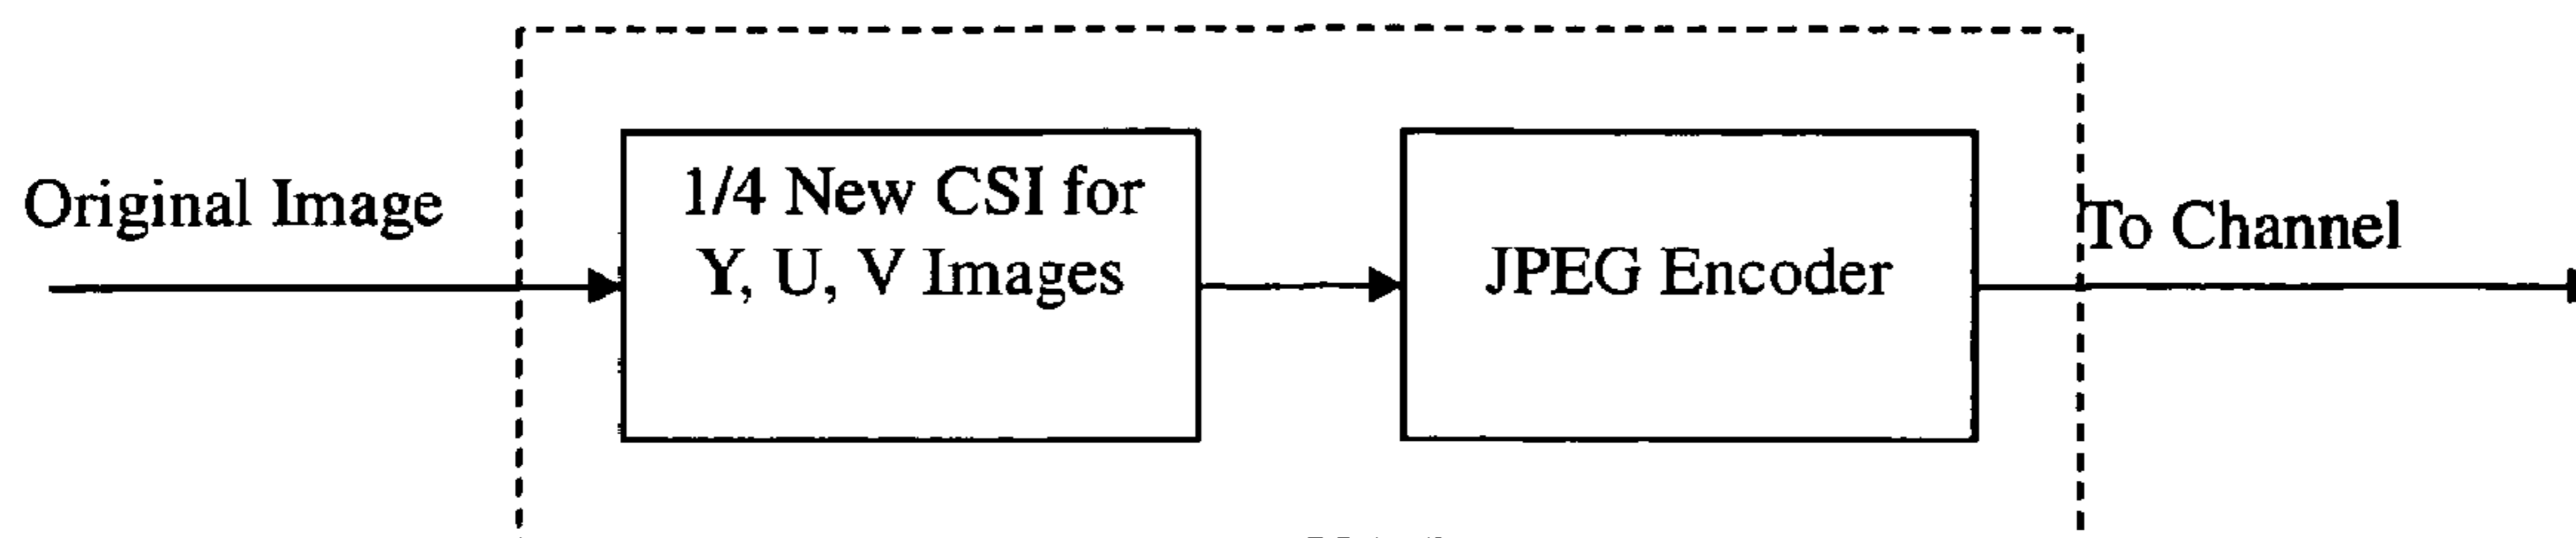 Original Image
1/4 New CSI for
Y, U, V Images
JPEG Encoder
To Channel